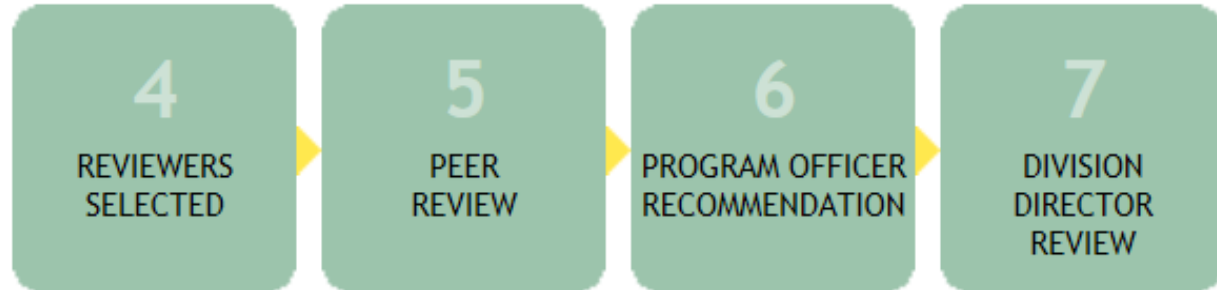 4
REVIEWERS
SELECTED
5
PEER
REVIEW
6
PROGRAM OFFICER
RECOMMENDATION
7
DIVISION
DIRECTOR
REVIEW